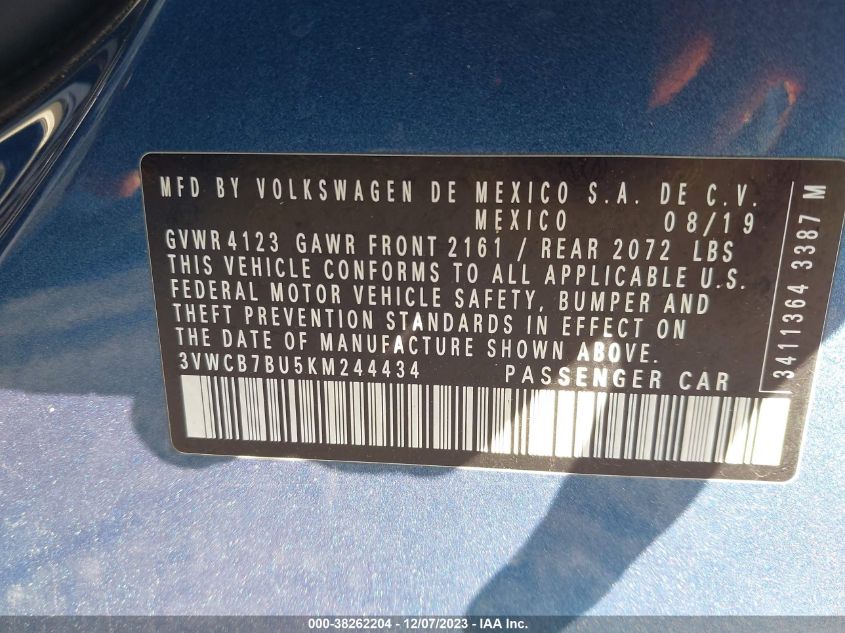 MFD BY VOLKSWAGEN DE MEXICO S.A. DE C.V.
MEXICO 08/19
GVWR 4123 GAWR FRONT 2161 / REAR 2072 LBS
THIS VEHICLE CONFORMS TO ALL APPLICABLE U.S.
FEDERAL MOTOR VEHICLE SAFETY, BUMPER AND
THEFT PREVENTION STANDARDS IN EFFECT ON
THE DATE OF MANUFACTURE SHOWN ABOVE.
3VWCB7BU5KM244434 PASSENGER CAR
3411364 3387 M
000-38262204 - 12/07/2023 - IAA Inc.